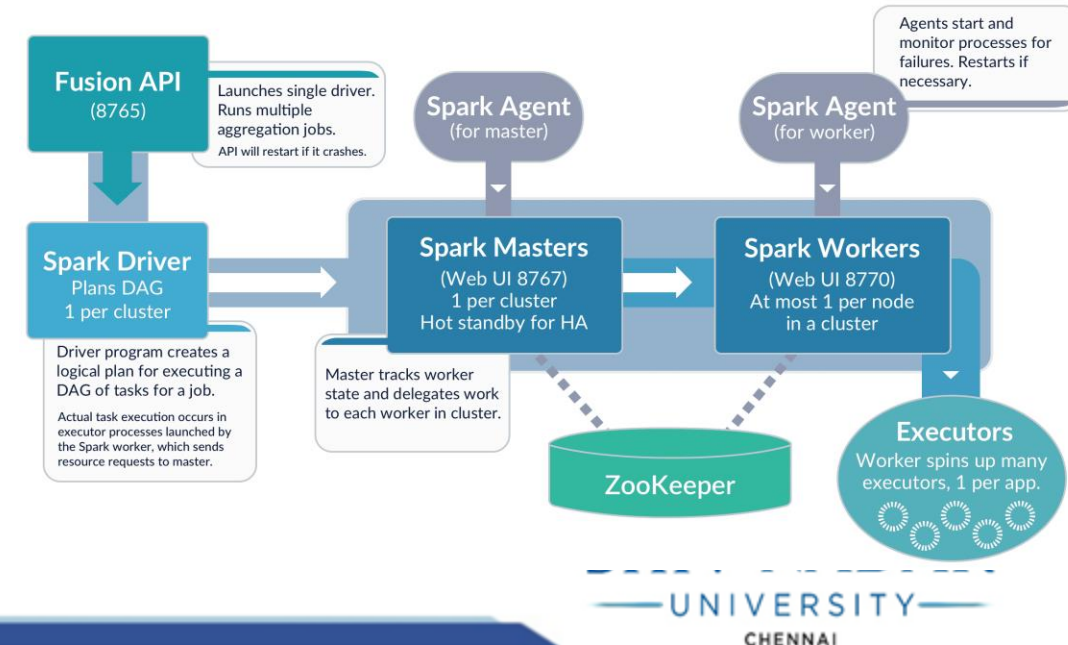 Fusion API
(8765)
Launches single driver.
Runs multiple
aggregation jobs.
API will restart if it crashes.
Spark Agent
(for master)
Spark Agent
(for worker)
Agents start and
monitor processes for
failures. Restarts if
necessary.
Spark Driver
Plans DAG
1 per cluster
Spark Masters
(Web UI 8767)
1 per cluster
Hot standby for HA
Spark Workers
(Web UI 8770)
At most 1 per node
in a cluster
Driver program creates a
logical plan for executing a
DAG of tasks for a job.
Actual task execution occurs in
executor processes launched by
the Spark worker, which sends
resource requests to master.
Master tracks worker
state and delegates work
to each worker in cluster.
ZooKeeper
Executors
Worker spins up many
executors, 1 per app.
UNIVERSITY
CHENNAI